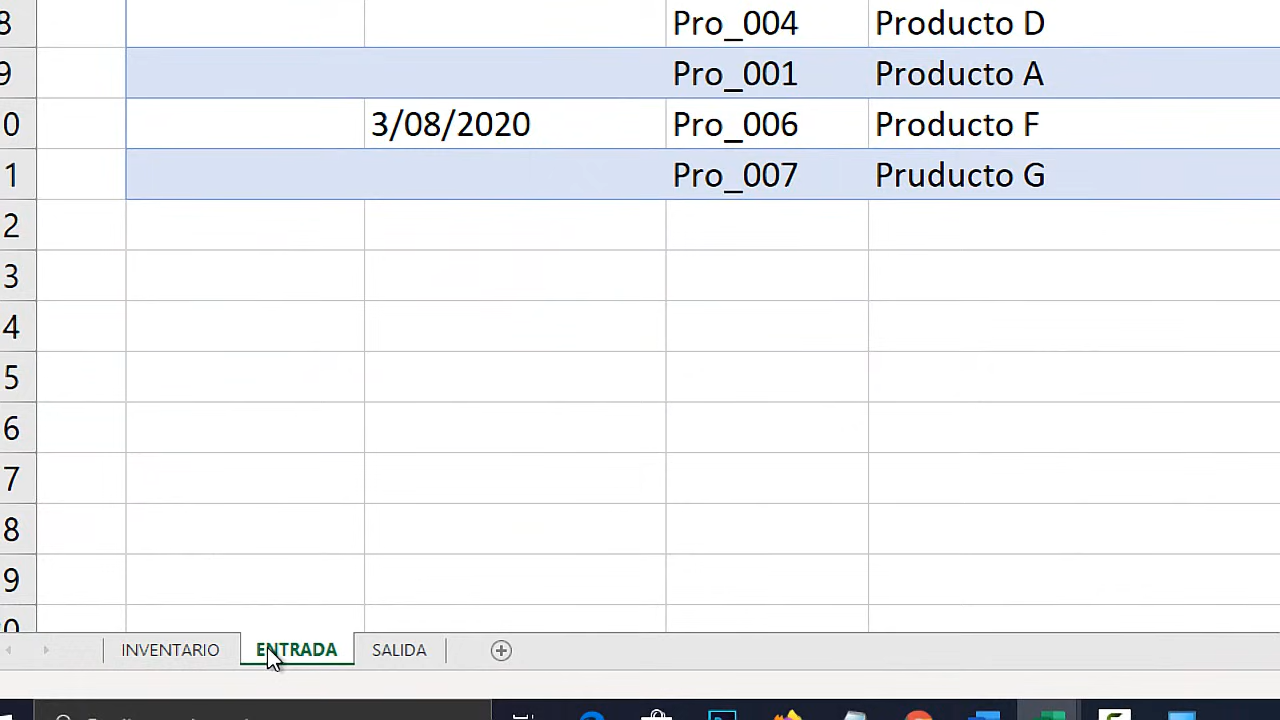 8 Pro_004 Producto D
9 Pro_001 Producto A
0 3/08/2020 Pro_006 Producto F
1 Pro_007 Pruducto G
2
3
4
5
6
7
8
9
INVENTARIO ENTRADA SALIDA